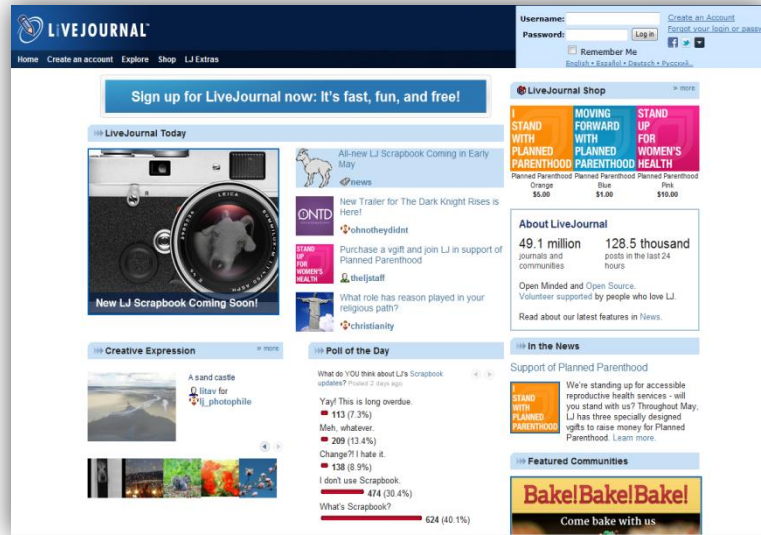 LiVEJOURNAL™
Username:
Password:
Log in
Remember Me
Create an Account
Forgot your login or passw
English • Español • Deutsch • Русский…
Home Create an account Explore Shop LJ Extras
Sign up for LiveJournal now: It's fast, fun, and free!
LiveJournal Today
New LJ Scrapbook Coming Soon!
LEICA
All-new LJ Scrapbook Coming in Early
May
news
ONTD
New Trailer for The Dark Knight Rises is
Here!
ohnotheydidnt
STAND
UP
FOR
WOMEN'S
HEALTH
Purchase a vgift and join LJ in support of
Planned Parenthood
theljstaff
What role has reason played in your
religious path?
christianity
Creative Expression
» more
A sand castle
litav for
lj_photophile
Poll of the Day
What do YOU think about LJ's Scrapbook
updates? Posted 2 days ago
Yay! This is long overdue.
113 (7.3%)
Meh, whatever.
209 (13.4%)
Change?! I hate it.
138 (8.9%)
I don't use Scrapbook.
474 (30.4%)
What's Scrapbook?
624 (40.1%)
LiveJournal Shop
» more
I
STAND
WITH
PLANNED
PARENTHOOD
MOVING
FORWARD
WITH
PLANNED
PARENTHOOD
STAND
UP
FOR
WOMEN'S
HEALTH
Planned Parenthood Planned Parenthood Planned Parenthood
Orange Blue Pink
$5.00 $1.00 $10.00
About LiveJournal
49.1 million
journals and
communities
128.5 thousand
posts in the last 24
hours
Open Minded and Open Source.
Volunteer supported by people who love LJ.
Read about our latest features in News.
In the News
Support of Planned Parenthood
I
STAND
WITH
PLANNED
PARENTHOOD
We're standing up for accessible
reproductive health services - will
you stand with us? Throughout May,
LJ has three specially designed
vgifts to raise money for Planned
Parenthood. Learn more.
Featured Communities
Bake!Bake!Bake!
Come bake with us